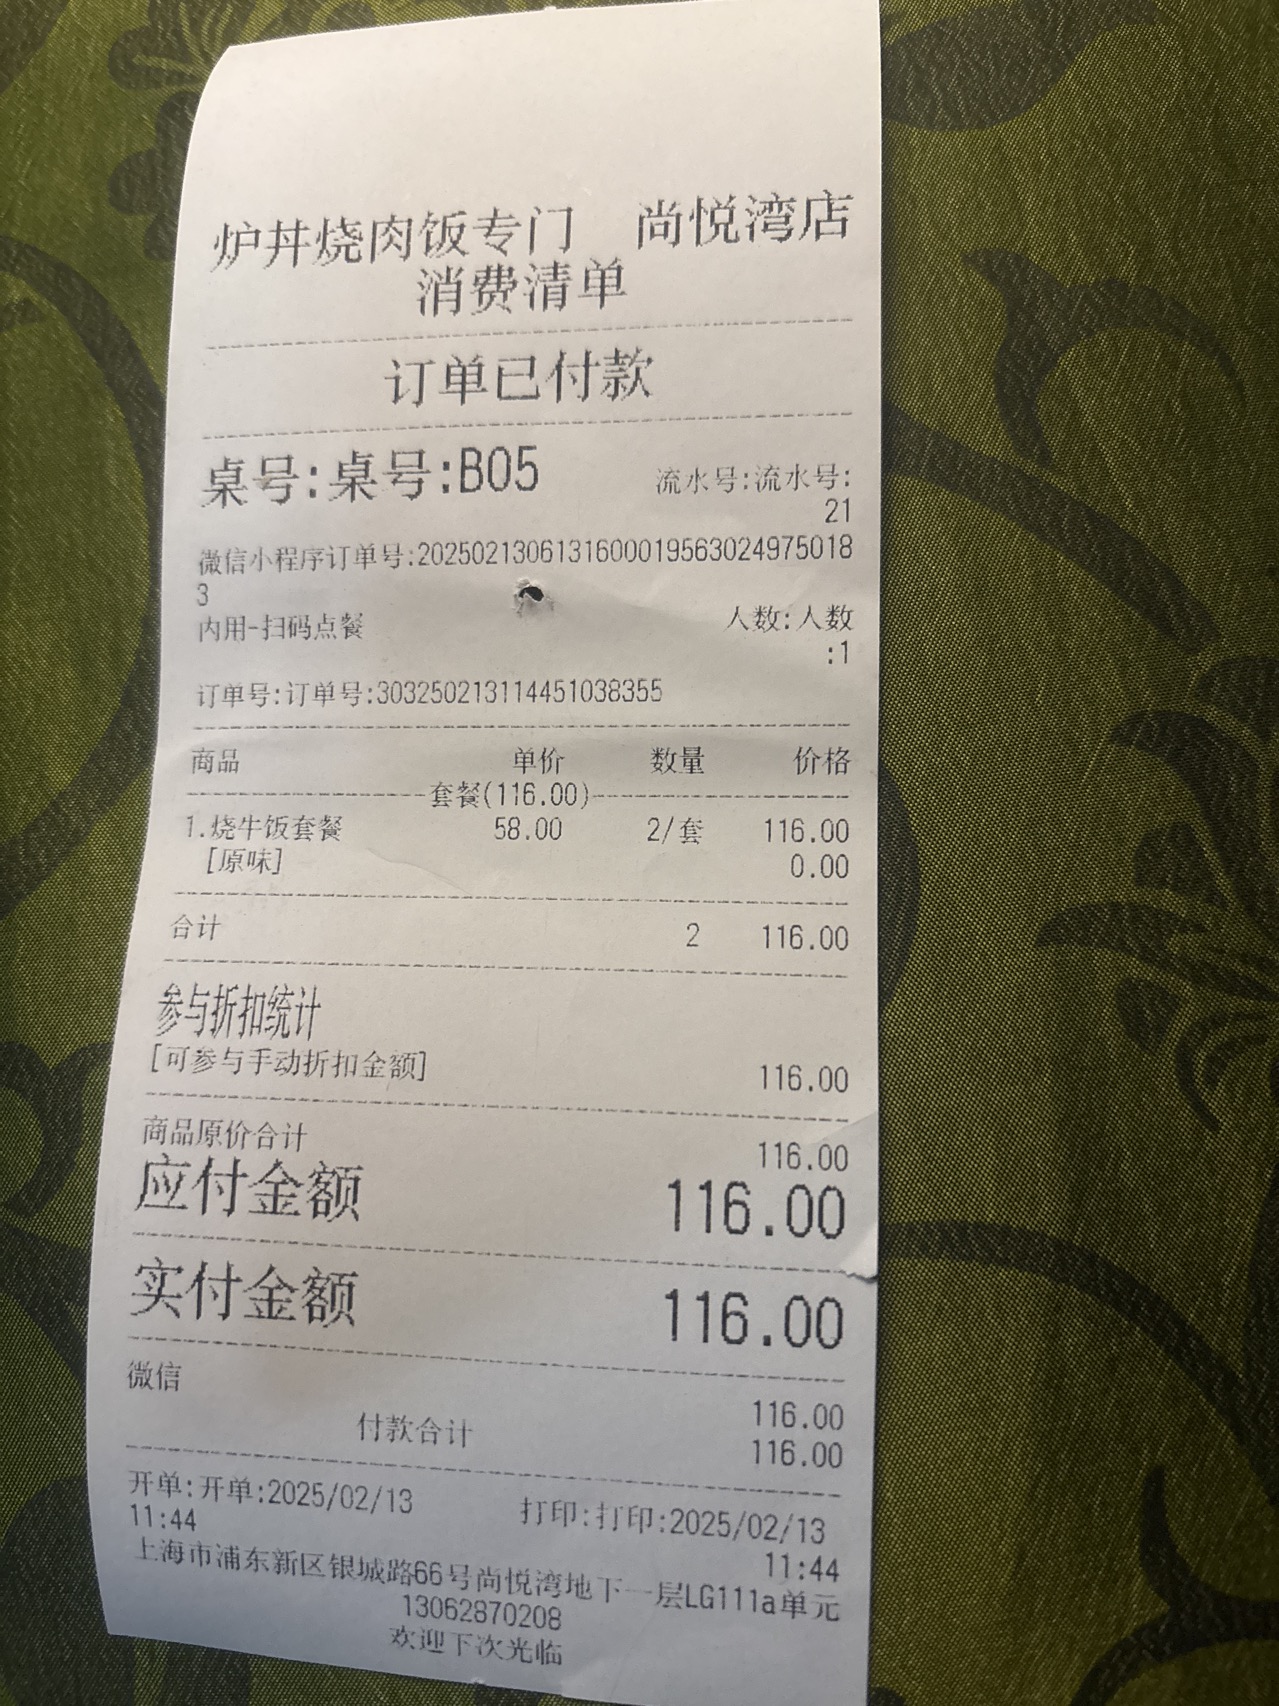 炉丼烧肉饭专门 尚悦湾店
消费清单
订单已付款
桌号:桌号:B05 流水号:流水号:
21
微信小程序订单号:2025021306131600019563024975018
3
内用-扫码点餐 人数:人数
:1
订单号:订单号:303250213114451038355
商品 单价 数量 价格
套餐(116.00)
1.烧牛饭套餐 58.00 2/套 116.00
[原味] 0.00
合计 2 116.00
参与折扣统计
[可参与手动折扣金额] 116.00
商品原价合计 116.00
应付金额 116.00
实付金额 116.00
微信 116.00
付款合计 116.00
开单:开单:2025/02/13 打印:打印:2025/02/13
11:44 11:44
上海市浦东新区银城路66号尚悦湾地下一层LG111a单元
13062870208
欢迎下次光临